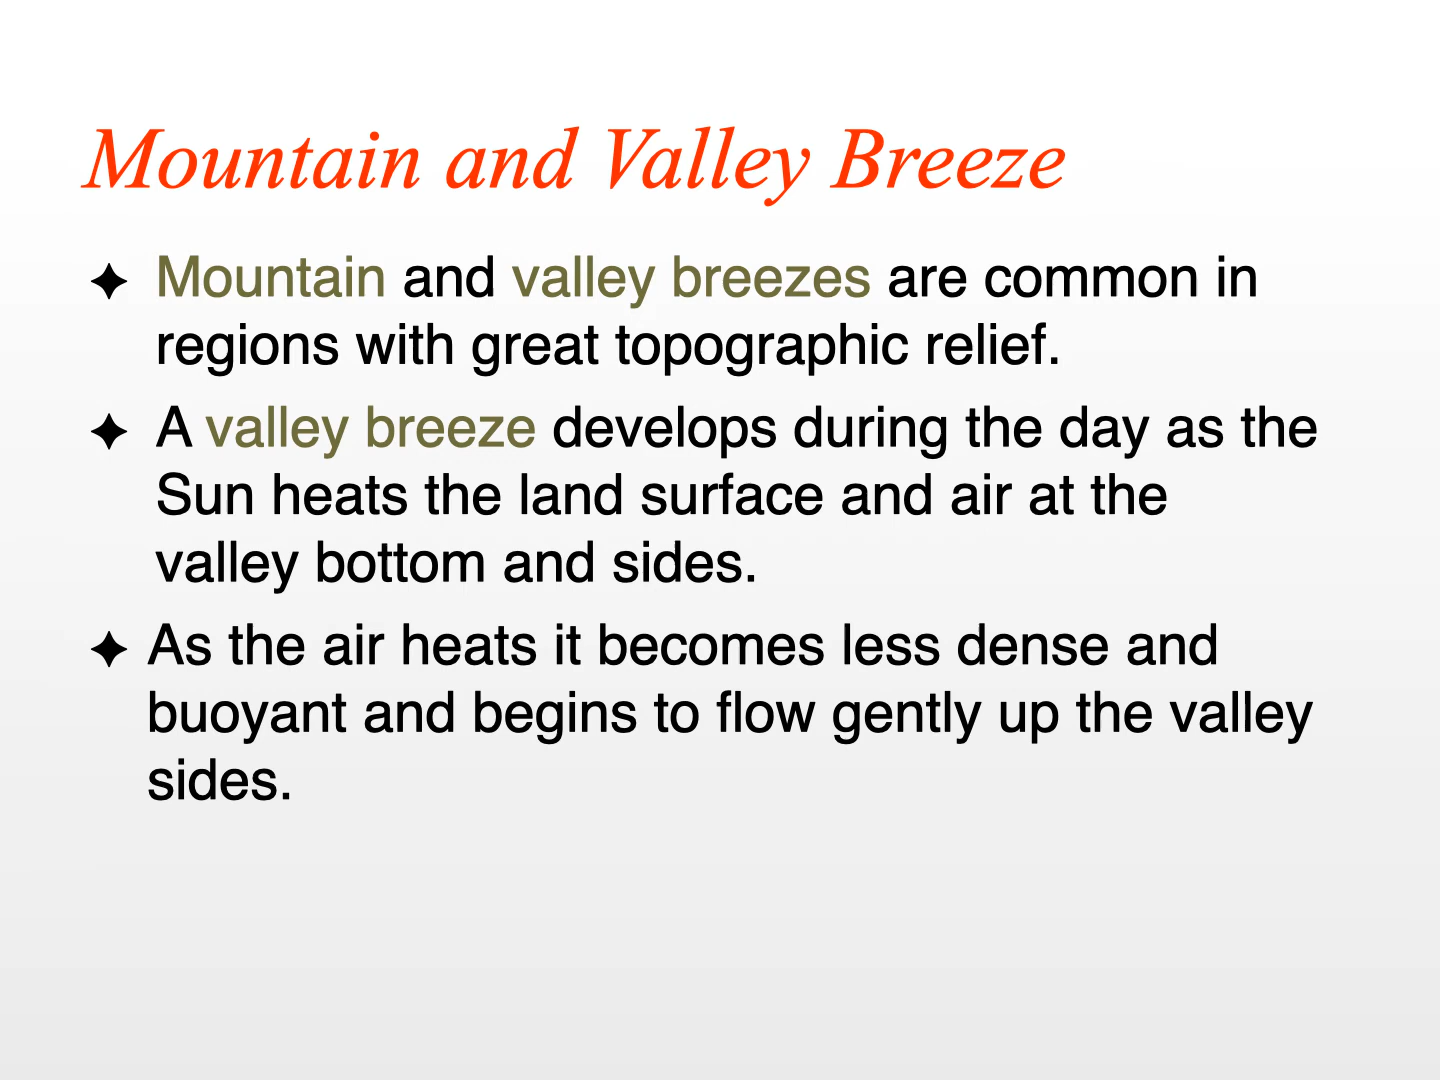 Mountain and Valley Breeze
✦ Mountain and valley breezes are common in
regions with great topographic relief.
✦ A valley breeze develops during the day as the
Sun heats the land surface and air at the
valley bottom and sides.
✦ As the air heats it becomes less dense and
buoyant and begins to flow gently up the valley
sides.